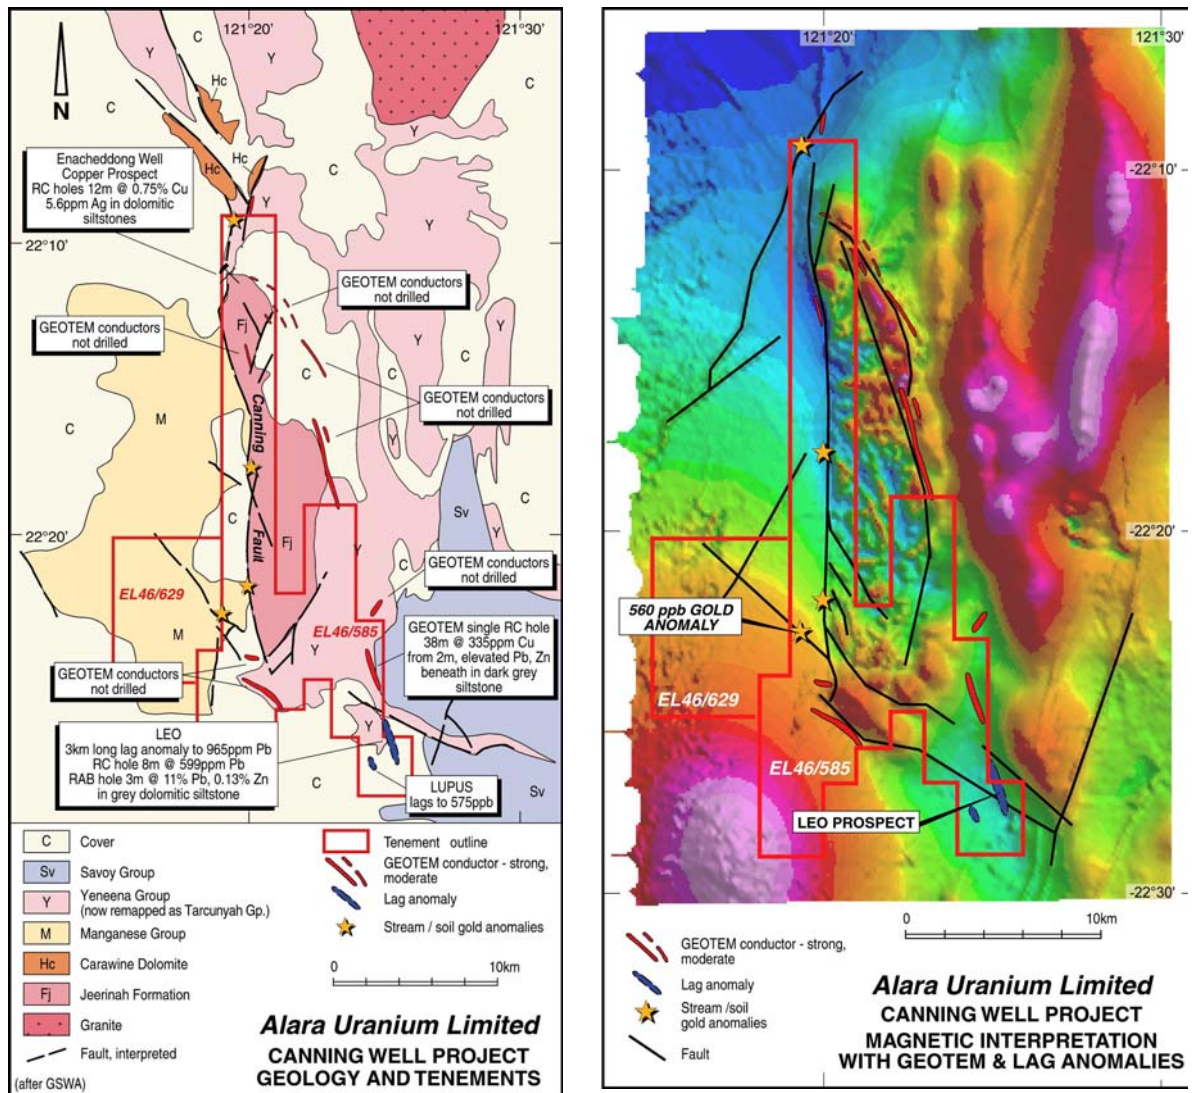 121°20'
121°30'
N
Y
C
Y
Hc
C
C
Y
C
Enacheddong Well
Copper Prospect
RC holes 12m @ 0.75% Cu
5.6ppm Ag in dolomitic
siltstones
Hc
Hc
Y
Y
22°10'
GEOTEM conductors
not drilled
GEOTEM conductors
not drilled
Fj
C
Y
C
C
C
GEOTEM conductors
not drilled
M
C
Y
Canning
Fault
C
Sv
22°20'
Fj
Y
C
GEOTEM conductors
not drilled
EL46/629
M
EL46/585
Y
GEOTEM single RC hole
38m @ 335ppm Cu
from 2m, elevated Pb, Zn
beneath in dark grey
siltstone
GEOTEM conductors
not drilled
LEO
3km long lag anomaly to 965ppm Pb
RC hole 8m @ 599ppm Pb
RAB hole 3m @ 11% Pb, 0.13% Zn
in grey dolomitic siltstone
Y
C
LUPUS
lags to 575ppb
Sv
C Cover
Sv Savoy Group
Y Yeneena Group
(now remapped as Tarcunyah Gp.)
M Manganese Group
Hc Carawine Dolomite
Fj Jeerinah Formation
Granite
Fault, interpreted
(after GSWA)
Tenement outline
GEOTEM conductor - strong,
moderate
Lag anomaly
Stream / soil gold anomalies
0 10km
Alara Uranium Limited
CANNING WELL PROJECT
GEOLOGY AND TENEMENTS
121°20'
121°30'
-22°10'
-22°20'
560 ppb GOLD
ANOMALY
EL46/629
EL46/585
LEO PROSPECT
-22°30'
0 10km
GEOTEM conductor - strong,
moderate
Lag anomaly
Stream /soil
gold anomalies
Fault
Alara Uranium Limited
CANNING WELL PROJECT
MAGNETIC INTERPRETATION
WITH GEOTEM & LAG ANOMALIES